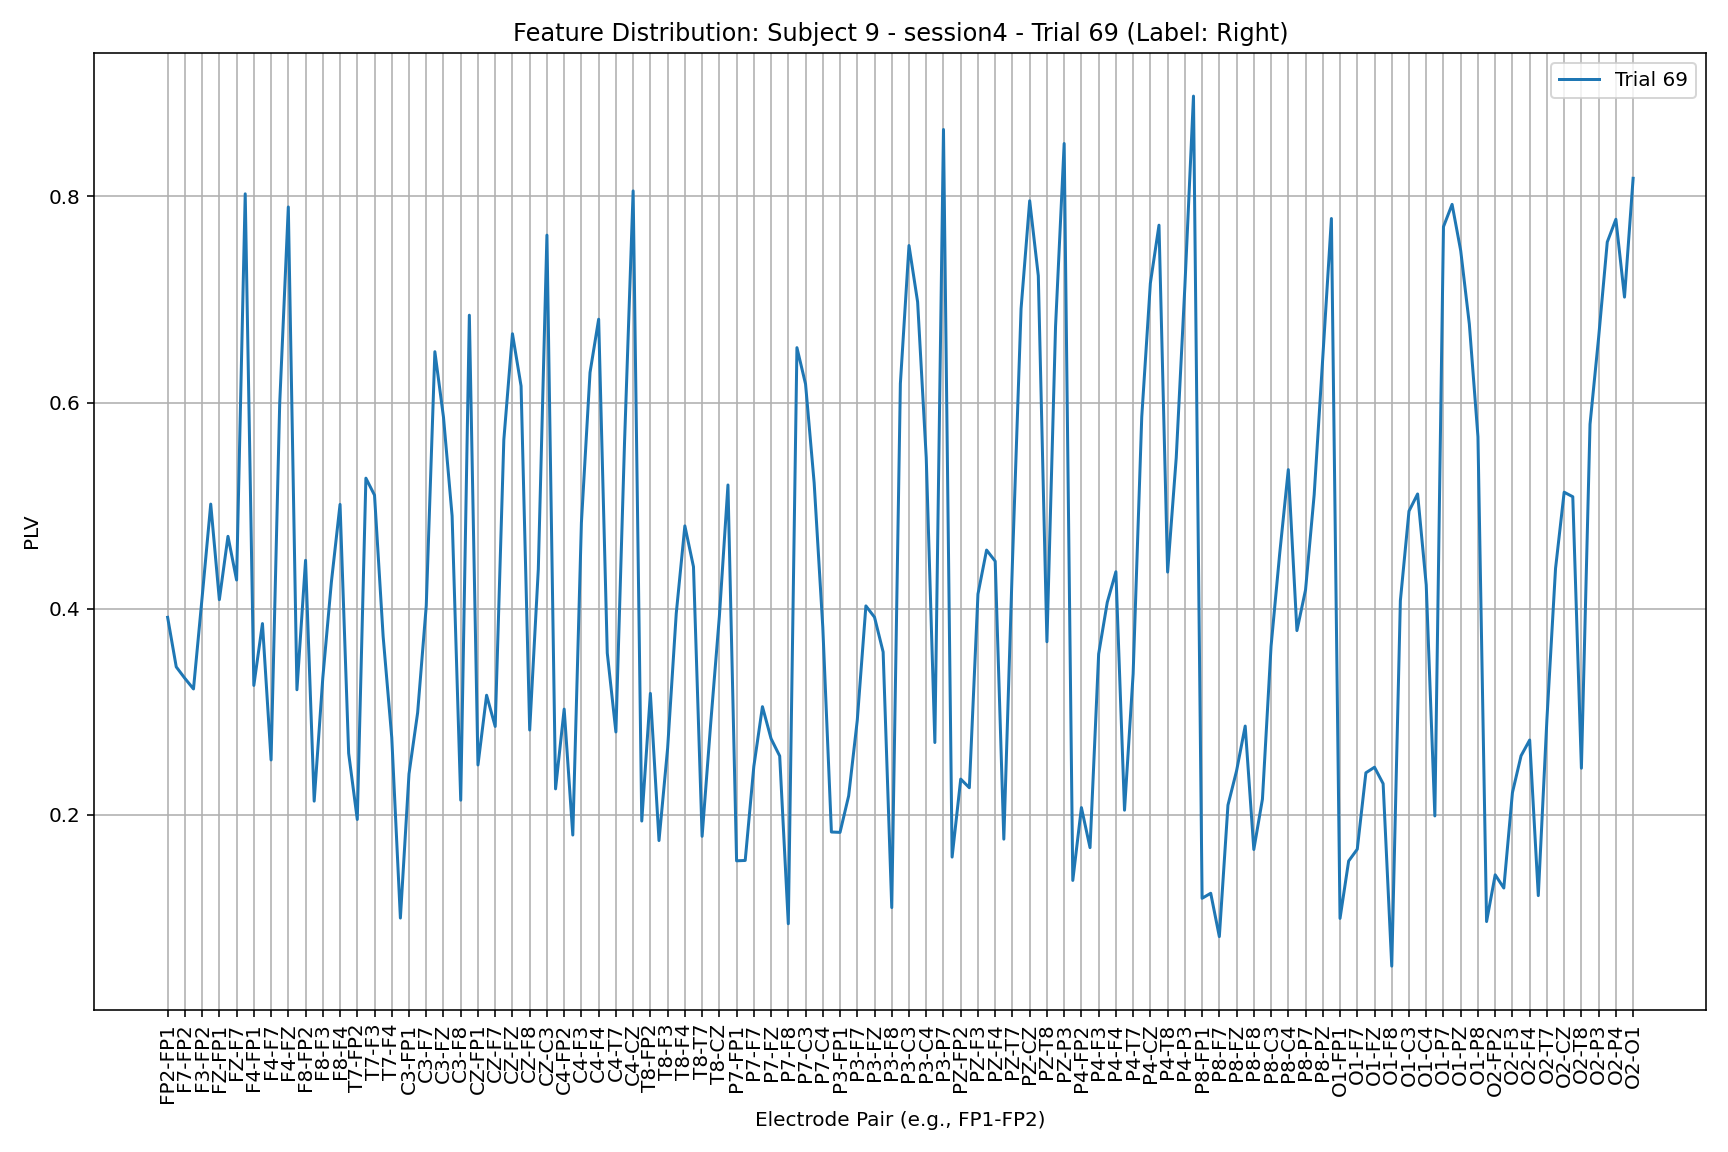 Feature Distribution: Subject 9 - session4 - Trial 69 (Label: Right)
Trial 69
PLV
0.8
0.6
0.4
0.2
FP2-FP1
F7-FP2
F3-FP2
FZ-FP1
FZ-F7
F4-FP1
F4-F7
F4-FZ
F8-FP2
F8-F3
F8-F4
T7-FP2
T7-F3
T7-F4
C3-FP1
C3-F7
C3-FZ
C3-F8
CZ-FP1
CZ-F7
CZ-FZ
CZ-F8
CZ-C3
C4-FP2
C4-F3
C4-F4
C4-T7
C4-CZ
T8-FP2
T8-F3
T8-F4
T8-T7
T8-CZ
P7-FP1
P7-F7
P7-FZ
P7-F8
P7-C3
P7-C4
P3-FP1
P3-F7
P3-FZ
P3-F8
P3-C3
P3-C4
P3-P7
PZ-FP2
PZ-F3
PZ-F4
PZ-T7
PZ-CZ
PZ-T8
PZ-P3
P4-FP2
P4-F3
P4-F4
P4-T7
P4-CZ
P4-T8
P4-P3
P8-FP1
P8-F7
P8-FZ
P8-F8
P8-C3
P8-C4
P8-P7
P8-PZ
O1-FP1
O1-F7
O1-FZ
O1-F8
O1-C3
O1-C4
O1-P7
O1-PZ
O1-P8
O2-FP2
O2-F3
O2-F4
O2-T7
O2-CZ
O2-T8
O2-P3
O2-P4
O2-O1
Electrode Pair (e.g., FP1-FP2)